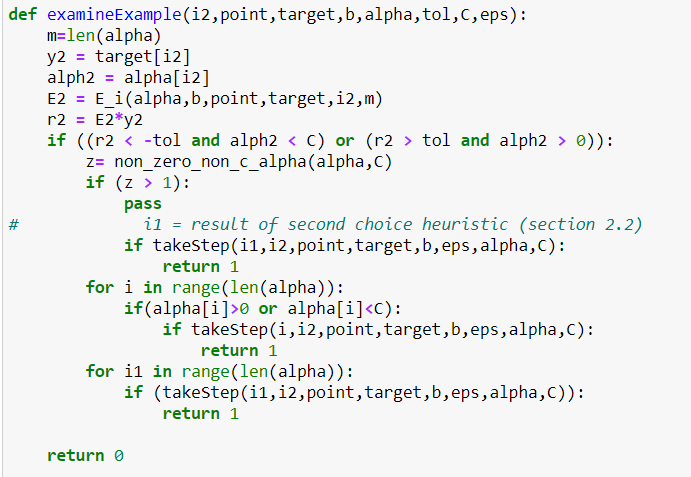 def examineExample(i2,point,target,b,alpha,tol,C,eps):
    m=len(alpha)
    y2 = target[i2]
    alph2 = alpha[i2]
    E2 = E_i(alpha,b,point,target,i2,m)
    r2 = E2*y2
    if ((r2 < -tol and alph2 < C) or (r2 > tol and alph2 > 0)):
        z= non_zero_non_c_alpha(alpha,C)
        if (z > 1):
            pass
#             i1 = result of second choice heuristic (section 2.2)
            if takeStep(i1,i2,point,target,b,eps,alpha,C):
                return 1
        for i in range(len(alpha)):
            if(alpha[i]>0 or alpha[i]<C):
                if takeStep(i,i2,point,target,b,eps,alpha,C):
                    return 1
        for i1 in range(len(alpha)):
            if (takeStep(i1,i2,point,target,b,eps,alpha,C)):
                return 1
    return 0